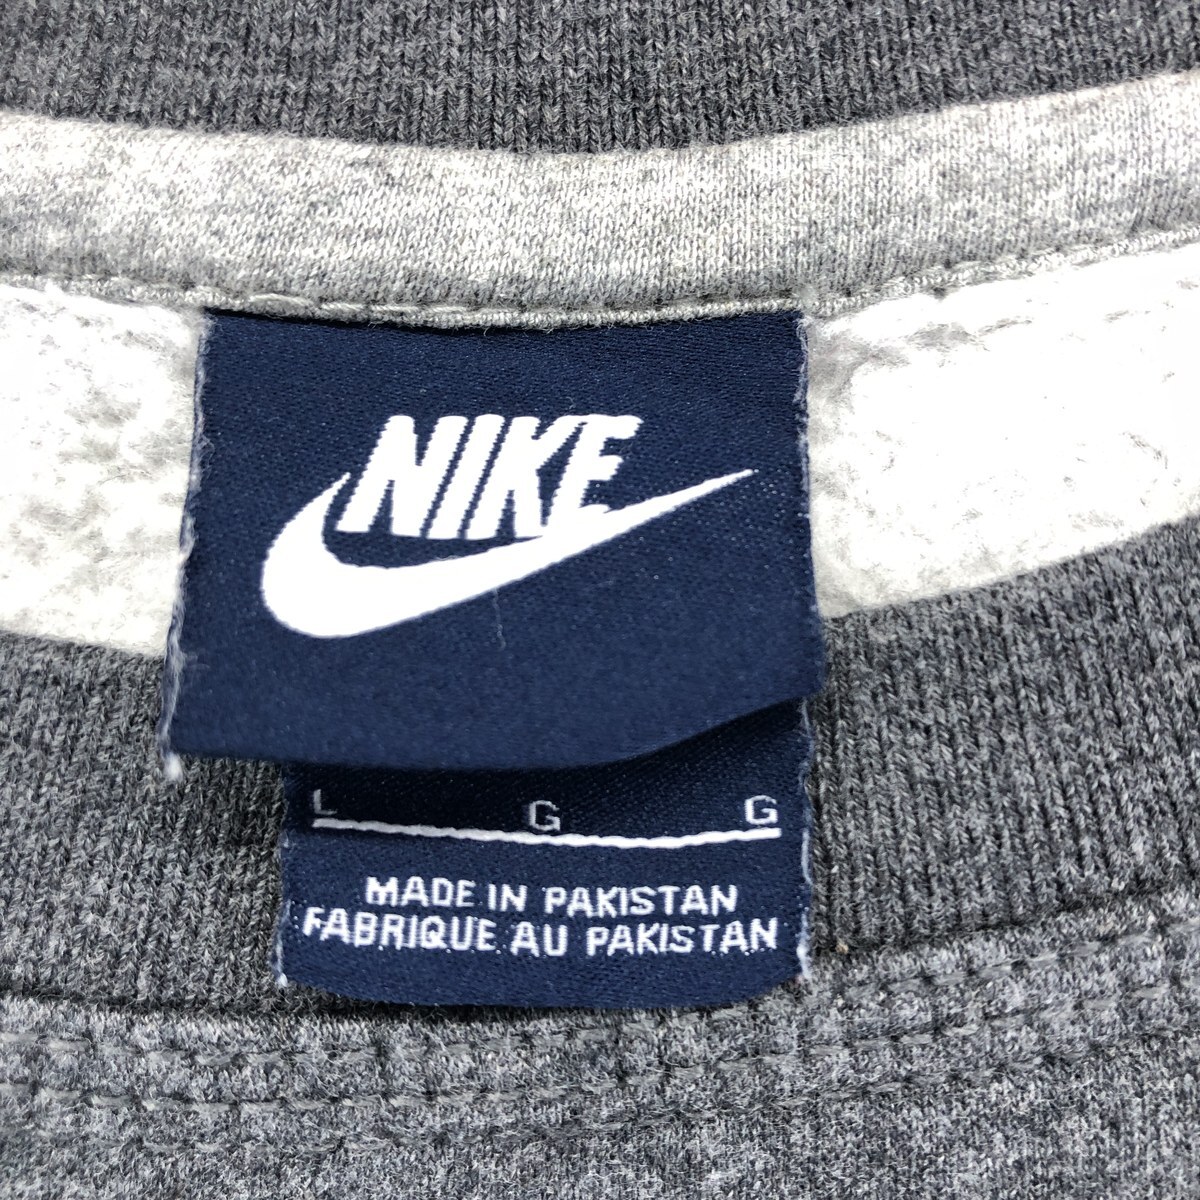 NIKE
L G G
MADE IN PAKISTAN
FABRIQUE AU PAKISTAN